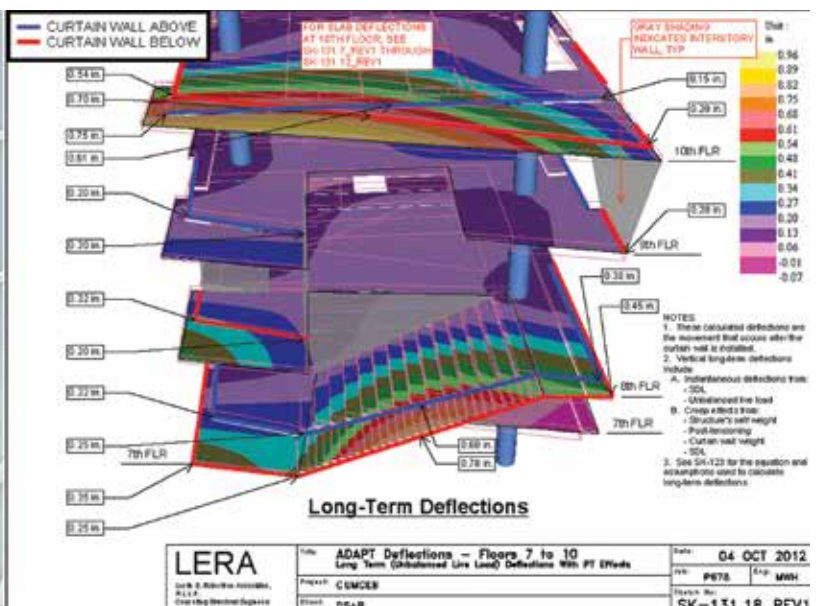 CURTAIN WALL ABOVE
CURTAIN WALL BELOW
FOR SLAB DEFLECTIONS
AT 10TH FLOOR, SEE
SK-131.7_REV1 THROUGH
SK-131.12_REV1
GRAY SHADING
INDICATES INTERSTORY
WALL, TYP
Unit :
in
0.96
0.89
0.82
0.75
0.68
0.61
0.54
0.48
0.41
0.34
0.27
0.20
0.13
0.06
-0.01
-0.07
0.54 in.
0.70 in.
0.75 in.
0.61 in.
0.20 in.
0.20 in.
0.32 in.
0.20 in.
0.22 in.
0.25 in.
0.35 in.
0.25 in.
0.15 in.
0.28 in.
10th FLR
0.28 in.
9th FLR
0.30 in.
0.45 in.
8th FLR
7th FLR
7th FLR
0.68 in.
0.78 in.
NOTES
1. These calculated deflections are
the movement that occurs after the
curtain wall is installed.
2. Vertical long-term deflections
include
A. Instantaneous deflections from:
- SDL
- Unbalanced live load
B. Creep effects from:
- Structure's self weight
- Post-tensioning
- Curtain wall weight
- SDL
3. See SK-123 for the equation and
assumptions used to calculate
long-term deflections.
Long-Term Deflections
LERA
Title: ADAPT Deflections - Floors 7 to 10
Long Term (Unbalanced Live Load) Deflections With PT Effects
Project: CUMCEB
Date: 04 OCT 2012
Job: P678 Eng: MWH
SK-131.18_REV1